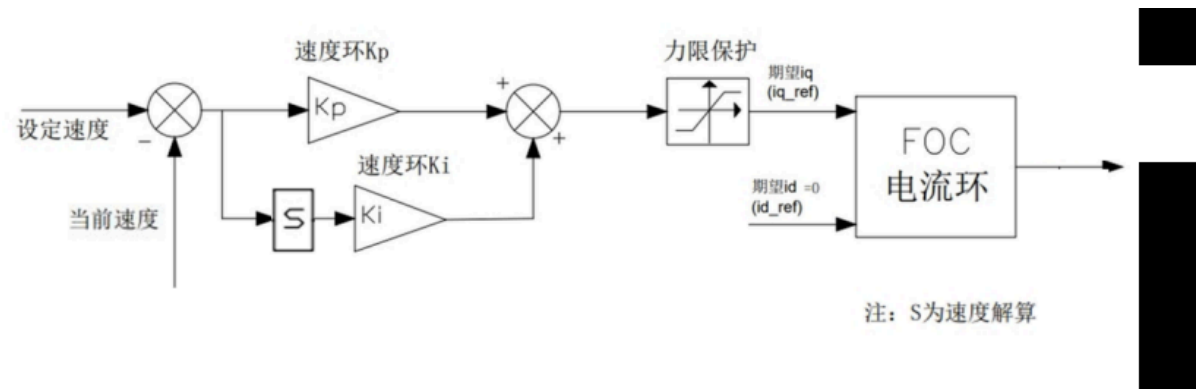 速度环Kp
力限保护
期望iq
(iq_ref)
Kp
设定速度
速度环Ki
FOC
电流环
期望id =0
(id_ref)
当前速度
S
Ki
注: S为速度解算